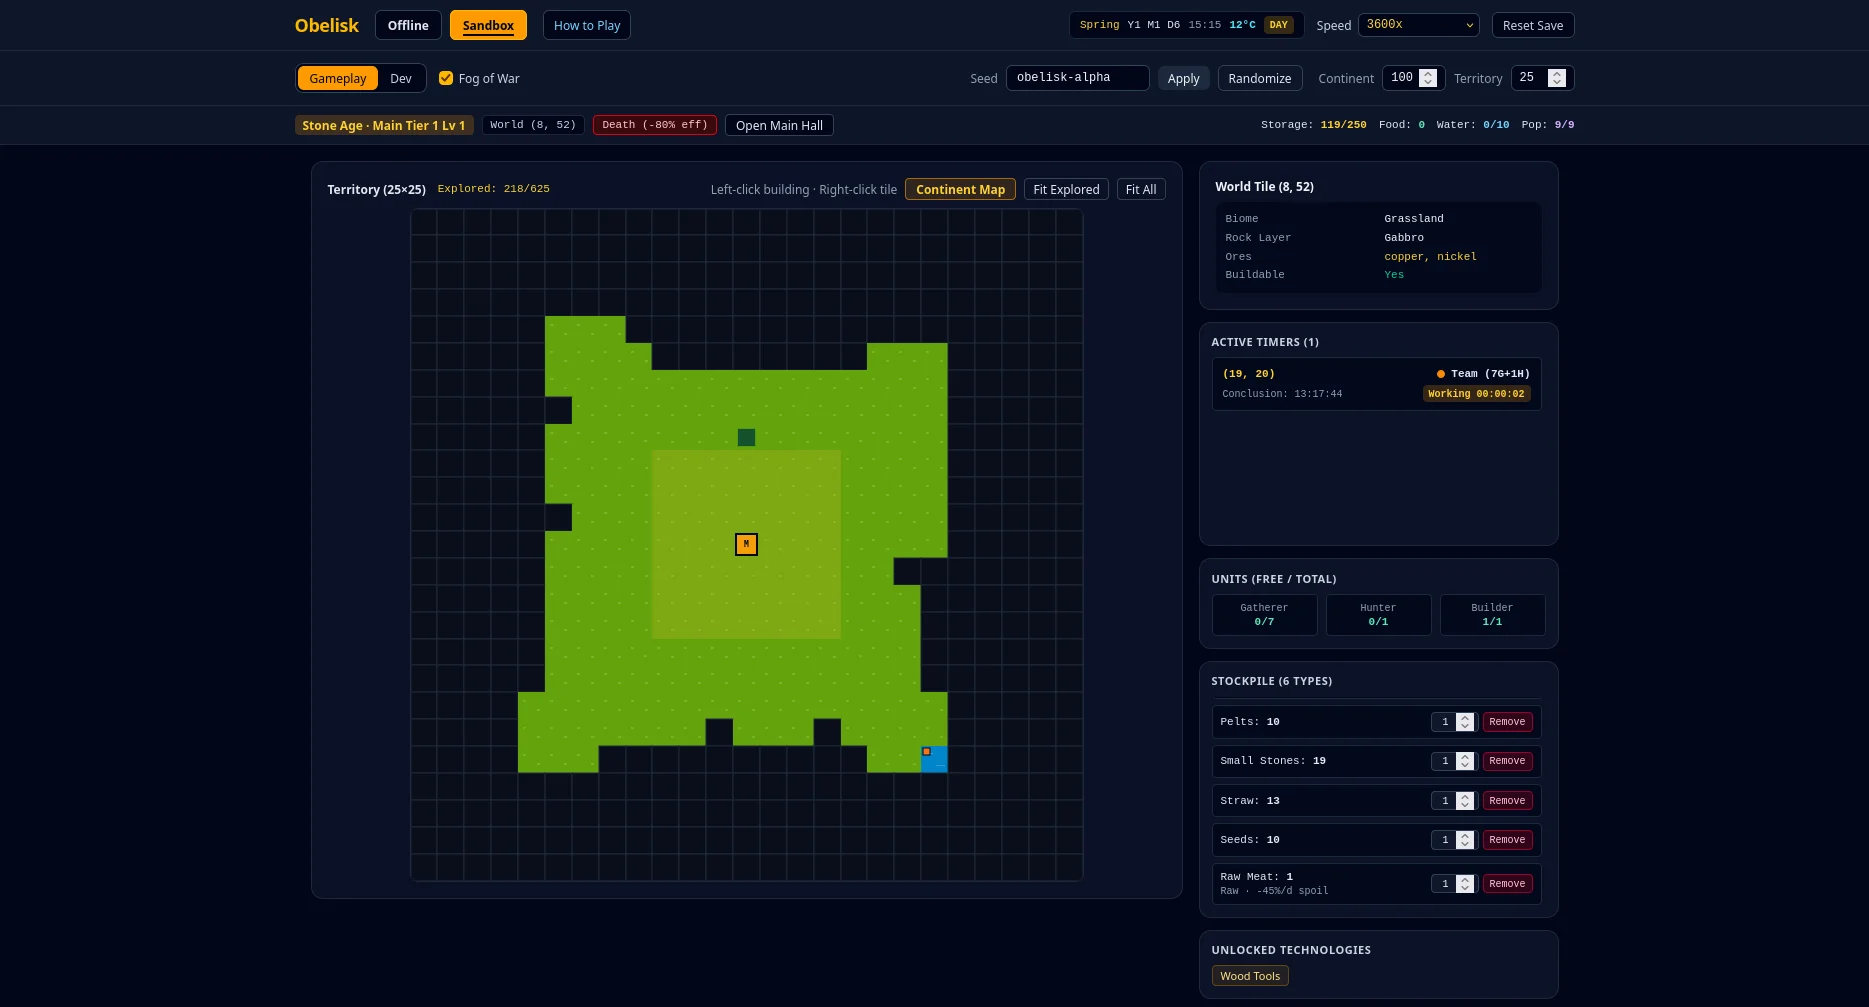 Obelisk Offline Sandbox How to Play Spring Y1 M1 D6 15:15 12°C DAY Speed 3600x Reset Save
Gameplay Dev Fog of War Seed obelisk-alpha Apply Randomize Continent 100 Territory 25
Stone Age · Main Tier 1 Lv 1 World (8, 52) Death (-80% eff) Open Main Hall Storage: 119/250 Food: 0 Water: 0/10 Pop: 9/9
Territory (25×25) Explored: 218/625 Left-click building · Right-click tile Continent Map Fit Explored Fit All
M
World Tile (8, 52)
Biome Grassland
Rock Layer Gabbro
Ores copper, nickel
Buildable Yes
ACTIVE TIMERS (1)
(19, 20) Team (7G+1H)
Conclusion: 13:17:44 Working 00:00:02
UNITS (FREE / TOTAL)
Gatherer Hunter Builder
0/7 0/1 1/1
STOCKPILE (6 TYPES)
Pelts: 10 1 Remove
Small Stones: 19 1 Remove
Straw: 13 1 Remove
Seeds: 10 1 Remove
Raw Meat: 1 1 Remove
Raw · -45%/d spoil
UNLOCKED TECHNOLOGIES
Wood Tools